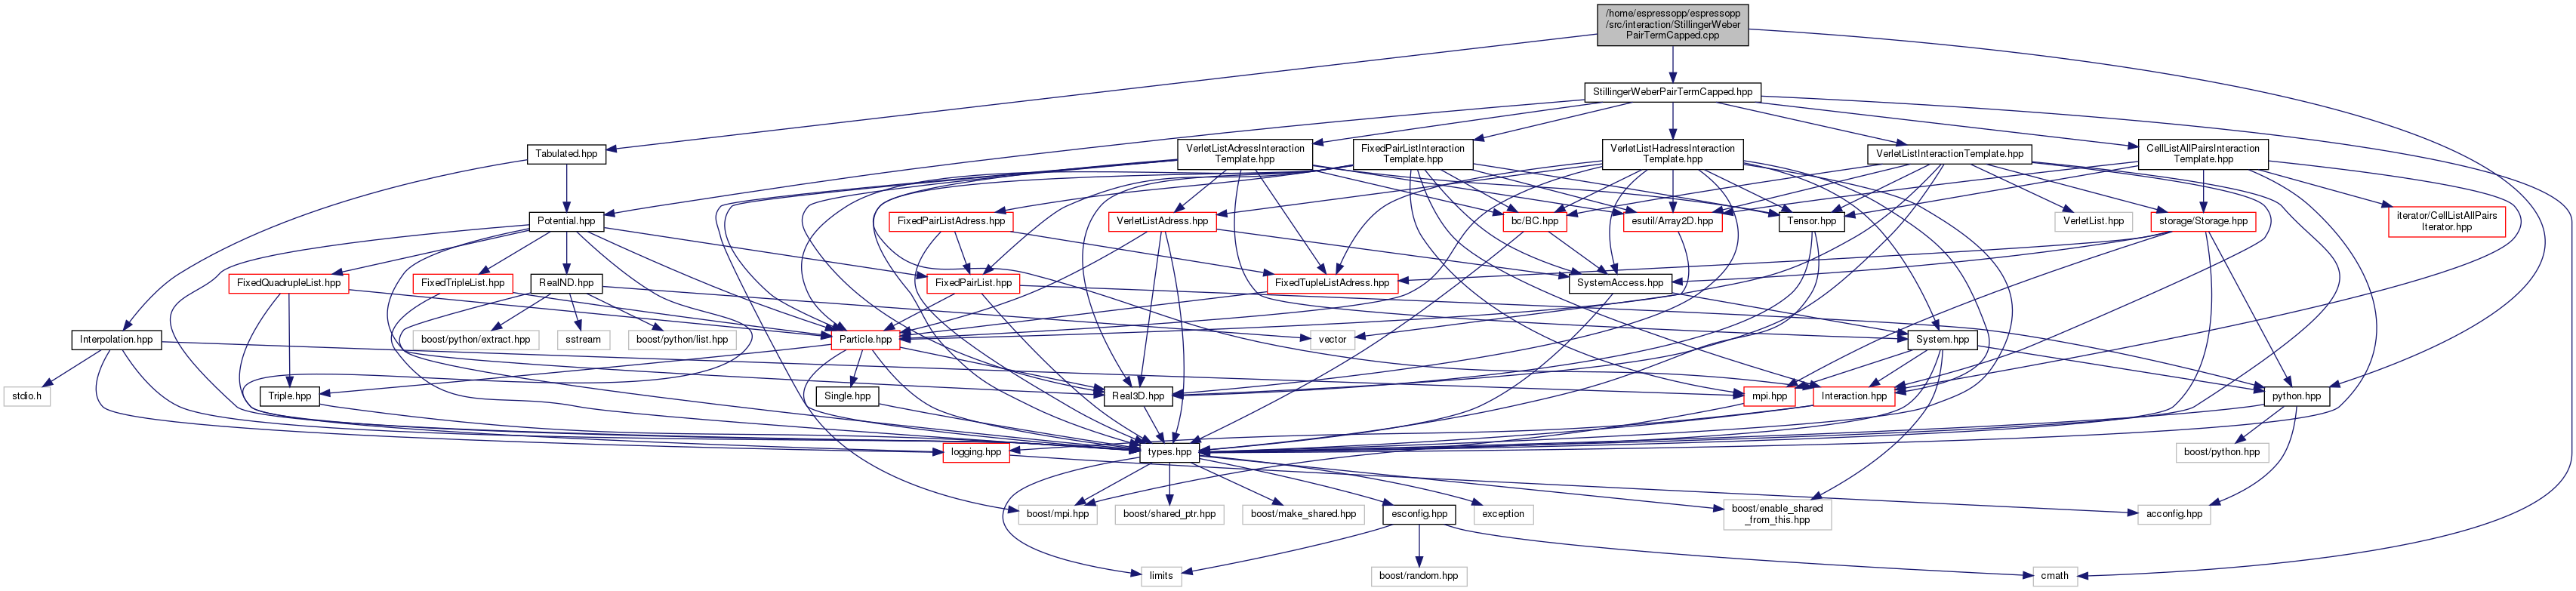 /home/espressopp/espressopp
/src/interaction/StillingerWeber
PairTermCapped.cpp
StillingerWeberPairTermCapped.hpp
Tabulated.hpp
VerletListAdressInteraction
Template.hpp
FixedPairListInteraction
Template.hpp
VerletListHadressInteraction
Template.hpp
VerletListInteractionTemplate.hpp
CellListAllPairsInteraction
Template.hpp
Potential.hpp
FixedPairListAdress.hpp
VerletListAdress.hpp
bc/BC.hpp
esutil/Array2D.hpp
Tensor.hpp
VerletList.hpp
storage/Storage.hpp
iterator/CellListAllPairs
Iterator.hpp
FixedQuadrupleList.hpp
FixedTripleList.hpp
RealND.hpp
FixedPairList.hpp
FixedTupleListAdress.hpp
SystemAccess.hpp
Interpolation.hpp
boost/python/extract.hpp
sstream
boost/python/list.hpp
Particle.hpp
vector
System.hpp
stdio.h
Triple.hpp
Single.hpp
Real3D.hpp
mpi.hpp
Interaction.hpp
python.hpp
logging.hpp
types.hpp
boost/python.hpp
boost/mpi.hpp
boost/shared_ptr.hpp
boost/make_shared.hpp
esconfig.hpp
exception
boost/enable_shared
_from_this.hpp
acconfig.hpp
limits
boost/random.hpp
cmath